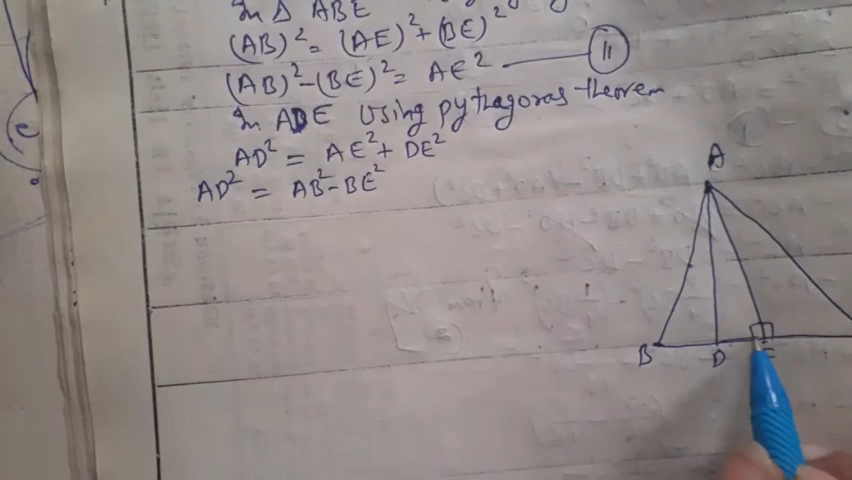 In Δ ABE
(AB)² = (AE)² + (BE)²
(AB)² - (BE)² = AE² II
In ADE using pythagoras theorem
AD² = AE² + DE²
AD² = AB² - BE²
A
B D E